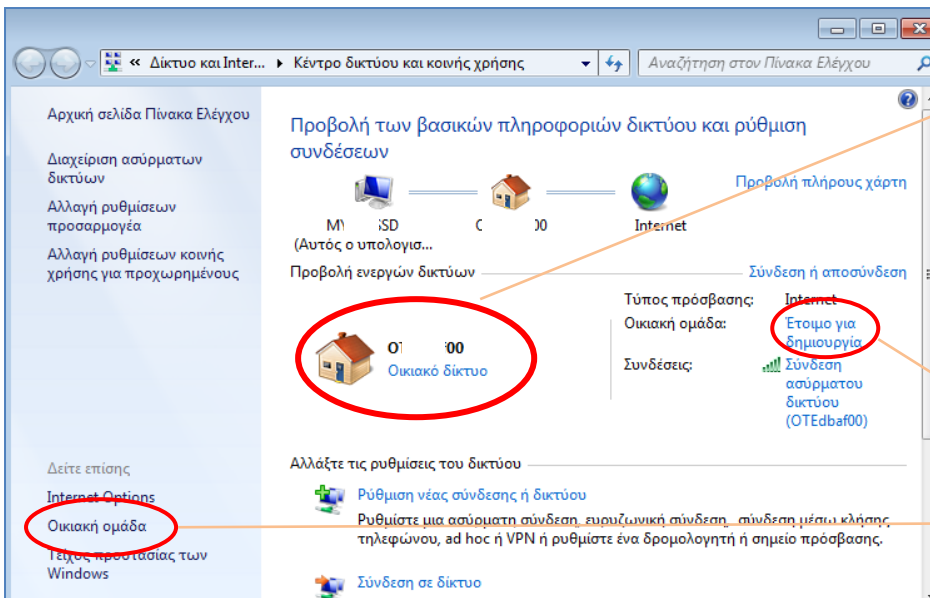 « Δίκτυο και Inter... ▸ Κέντρο δικτύου και κοινής χρήσης
Αναζήτηση στον Πίνακα Ελέγχου
Αρχική σελίδα Πίνακα Ελέγχου
Διαχείριση ασύρματων
δικτύων
Αλλαγή ρυθμίσεων
προσαρμογέα
Αλλαγή ρυθμίσεων κοινής
χρήσης για προχωρημένους
Δείτε επίσης
Internet Options
Οικιακή ομάδα
Τείχος προστασίας των
Windows
Προβολή των βασικών πληροφοριών δικτύου και ρύθμιση
συνδέσεων
Προβολή πλήρους χάρτη
Internet
(Αυτός ο υπολογισ...
Προβολή ενεργών δικτύων
Σύνδεση ή αποσύνδεση
Οικιακό δίκτυο
Τύπος πρόσβασης: Internet
Οικιακή ομάδα: Έτοιμο για
δημιουργία
Συνδέσεις: Σύνδεση
ασύρματου
δικτύου
(OTEdbaf00)
Αλλάξτε τις ρυθμίσεις του δικτύου
Ρύθμιση νέας σύνδεσης ή δικτύου
Ρυθμίστε μια ασύρματη σύνδεση, ευρυζωνική σύνδεση, σύνδεση μέσω κλήσης
τηλεφώνου, ad hoc ή VPN ή ρυθμίστε ένα δρομολογητή ή σημείο πρόσβασης.
Σύνδεση σε δίκτυο